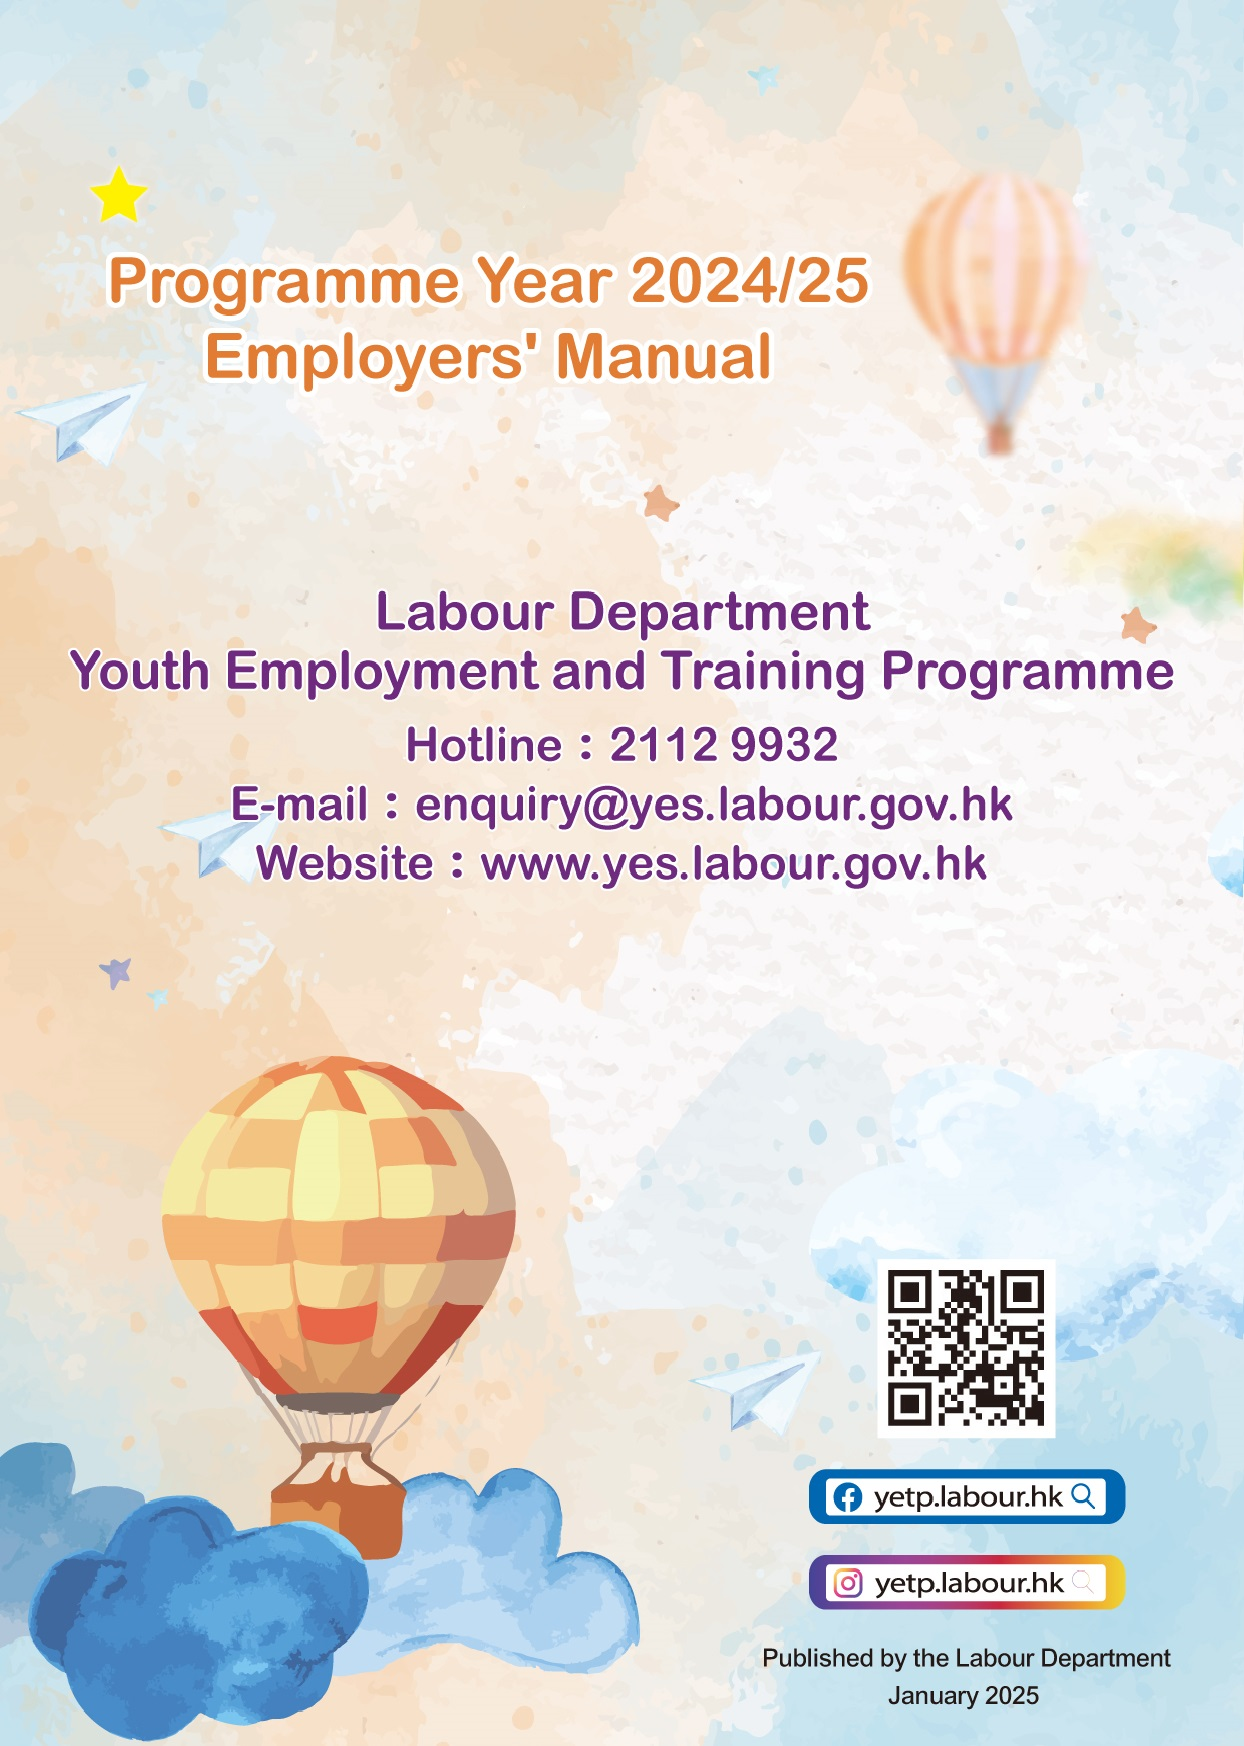 Programme Year 2024/25
Employers' Manual
Labour Department
Youth Employment and Training Programme
Hotline：2112 9932
E-mail：enquiry@yes.labour.gov.hk
Website：www.yes.labour.gov.hk
yetp.labour.hk
yetp.labour.hk
Published by the Labour Department
January 2025